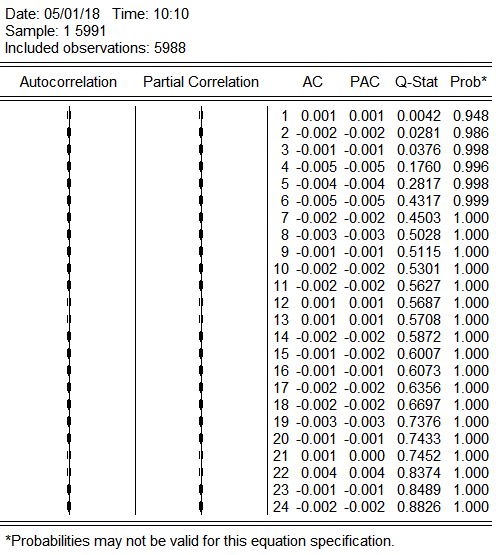 Date: 05/01/18 Time: 10:10
Sample: 1 5991
Included observations: 5988
Autocorrelation Partial Correlation AC PAC Q-Stat Prob*
1 0.001 0.001 0.0042 0.948
2 -0.002 -0.002 0.0281 0.986
3 -0.001 -0.001 0.0376 0.998
4 -0.005 -0.005 0.1760 0.996
5 -0.004 -0.004 0.2817 0.998
6 -0.005 -0.005 0.4317 0.999
7 -0.002 -0.002 0.4503 1.000
8 -0.003 -0.003 0.5028 1.000
9 -0.001 -0.001 0.5115 1.000
10 -0.002 -0.002 0.5301 1.000
11 -0.002 -0.002 0.5627 1.000
12 0.001 0.001 0.5687 1.000
13 0.001 0.001 0.5708 1.000
14 -0.002 -0.002 0.5872 1.000
15 -0.001 -0.002 0.6007 1.000
16 -0.001 -0.001 0.6073 1.000
17 -0.002 -0.002 0.6356 1.000
18 -0.002 -0.002 0.6697 1.000
19 -0.003 -0.003 0.7376 1.000
20 -0.001 -0.001 0.7433 1.000
21 0.001 0.000 0.7452 1.000
22 0.004 0.004 0.8374 1.000
23 -0.001 -0.001 0.8489 1.000
24 -0.002 -0.002 0.8826 1.000
*Probabilities may not be valid for this equation specification.